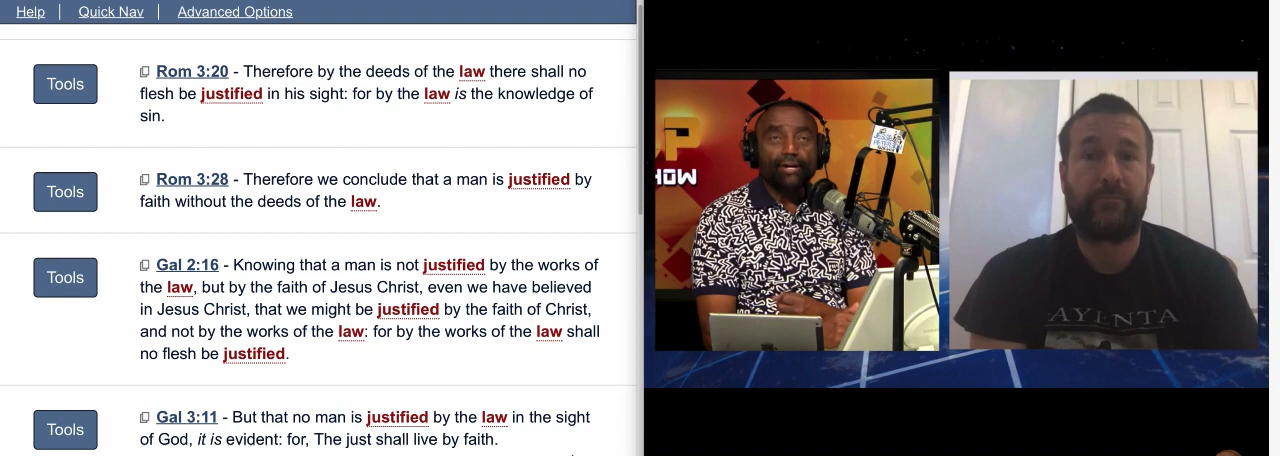 Help | Quick Nav | Advanced Options
Tools
Rom 3:20 - Therefore by the deeds of the law there shall no
flesh be justified in his sight: for by the law is the knowledge of
sin.
Tools
Rom 3:28 - Therefore we conclude that a man is justified by
faith without the deeds of the law.
Tools
Gal 2:16 - Knowing that a man is not justified by the works of
the law, but by the faith of Jesus Christ, even we have believed
in Jesus Christ, that we might be justified by the faith of Christ,
and not by the works of the law: for by the works of the law shall
no flesh be justified.
Tools
Gal 3:11 - But that no man is justified by the law in the sight
of God, it is evident: for, The just shall live by faith.
P
HOW
JESSE
AYENTA